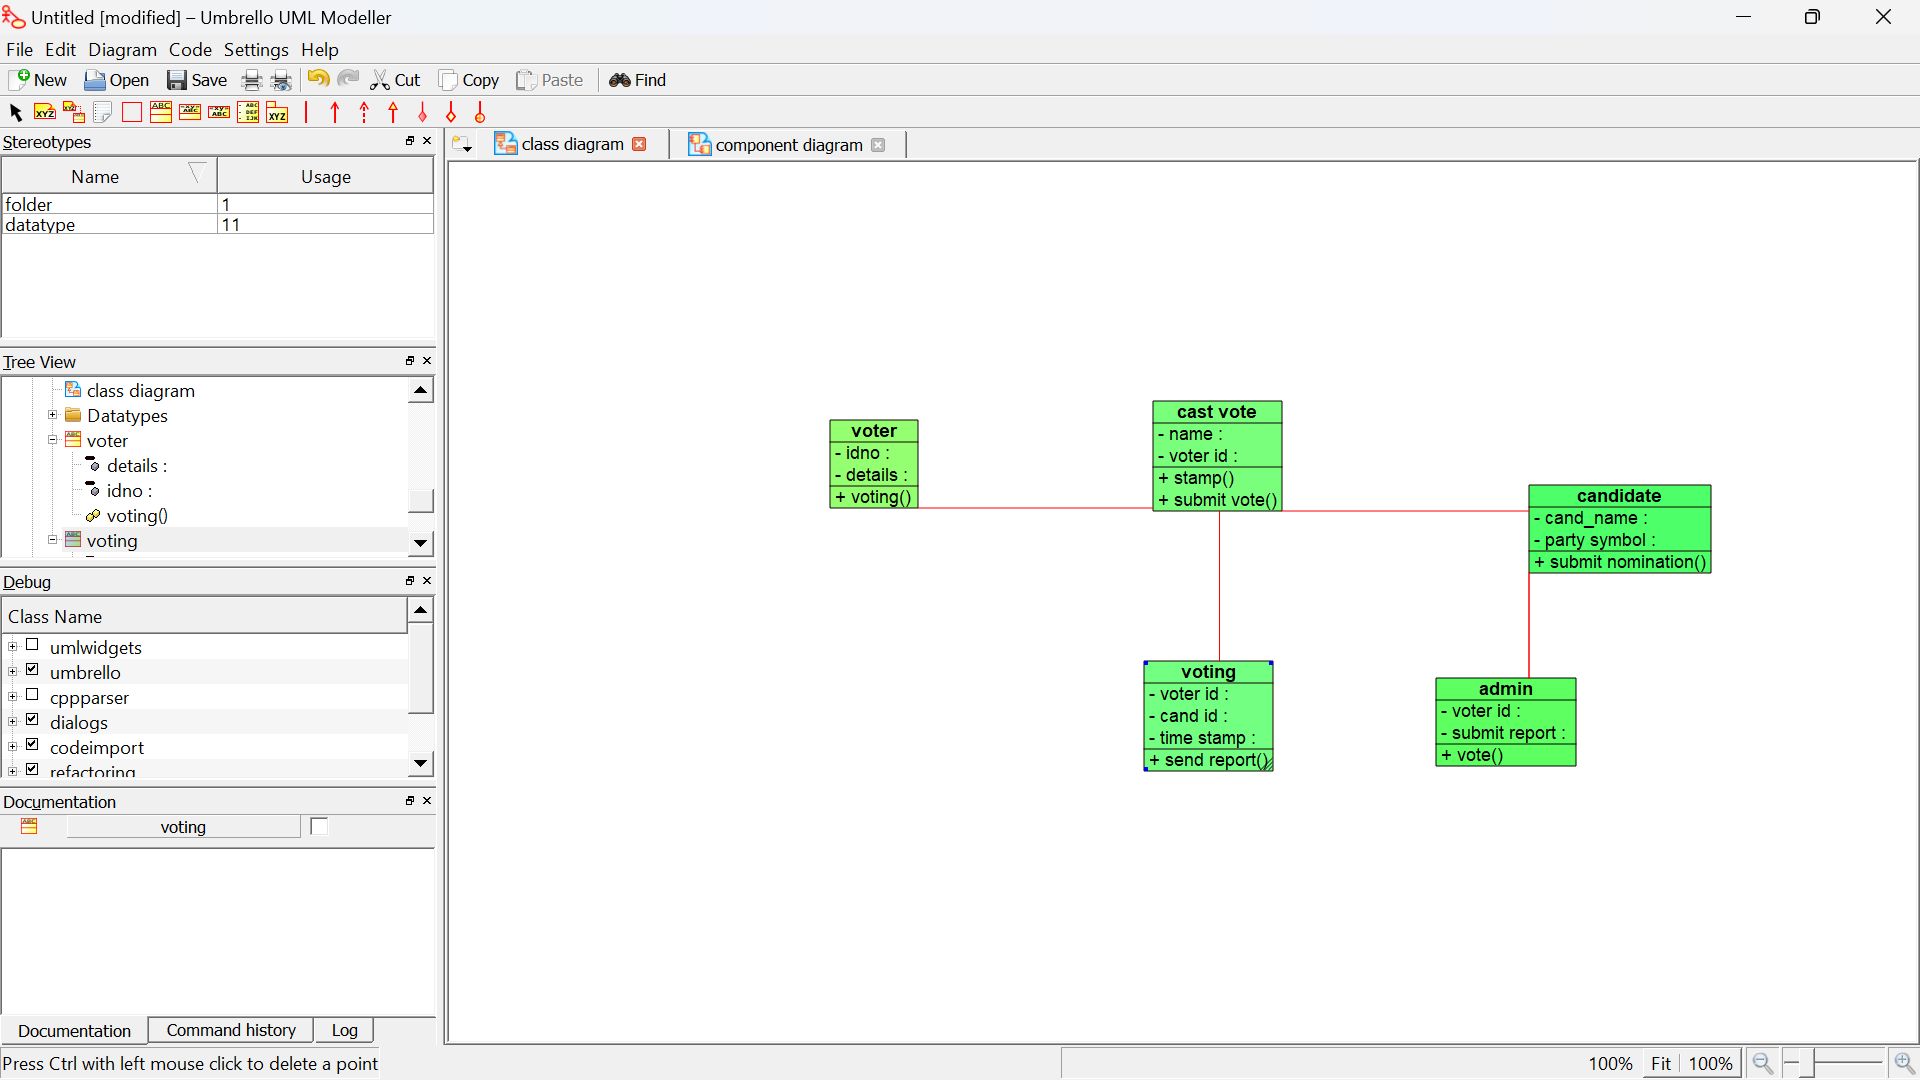 Untitled [modified] – Umbrello UML Modeller
File Edit Diagram Code Settings Help
New Open Save Cut Copy Paste Find
Stereotypes
Name Usage
folder 1
datatype 11
Tree View
class diagram
Datatypes
voter
details :
idno :
voting()
voting
Debug
Class Name
umlwidgets
umbrello
cppparser
dialogs
codeimport
refactoring
Documentation
voting
Documentation Command history Log
Press Ctrl with left mouse click to delete a point
class diagram component diagram
voter
- idno :
- details :
+ voting()
cast vote
- name :
- voter id :
+ stamp()
+ submit vote()
candidate
- cand_name :
- party symbol :
+ submit nomination()
voting
- voter id :
- cand id :
- time stamp :
+ send report()
admin
- voter id :
- submit report :
+ vote()
100% Fit 100%